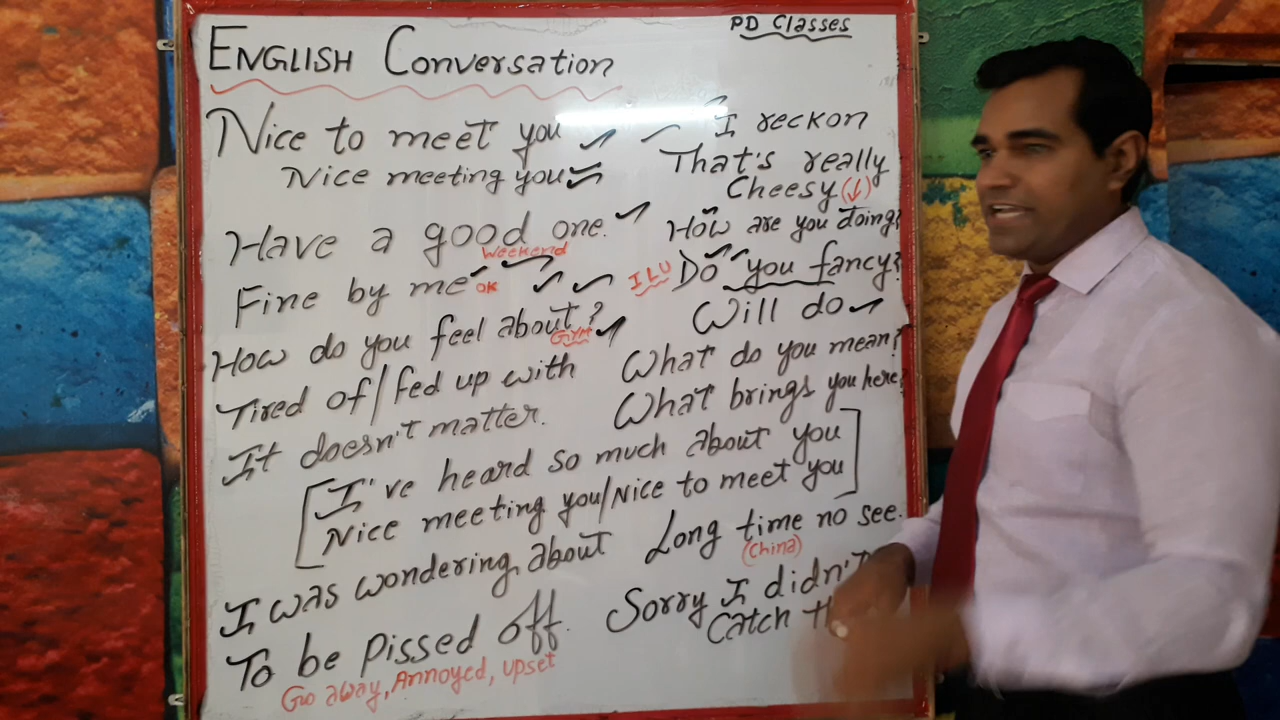 PD Classes
ENGLISH Conversation
Nice to meet you
Nice meeting you
Have a good one.
Weekend
Fine by me
OK
How do you feel about?
Gym
Tired of/fed up with
It doesn't matter.
I reckon
That's really
Cheesy (↓)
How are you doing?
ILU Do you fancy?
Will do
What do you mean?
What brings you here?
[I've heard so much about you
Nice meeting you/Nice to meet you]
I was wondering about
To be pissed off.
Go away, Annoyed, upset
Long time no see.
(China)
Sorry I didn't
Catch